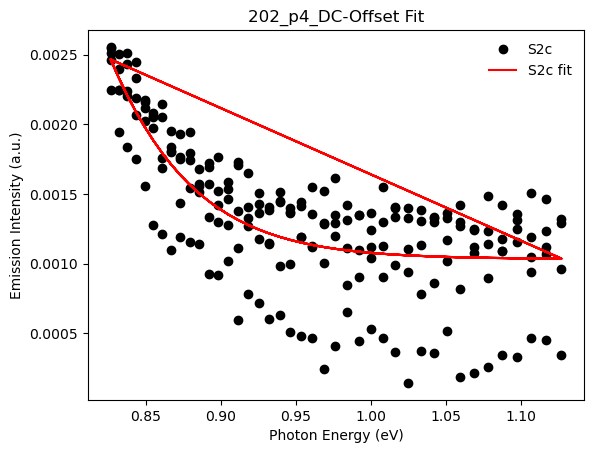 202_p4_DC-Offset Fit
S2c
S2c fit
Emission Intensity (a.u.)
0.0025
0.0020
0.0015
0.0010
0.0005
0.85
0.90
0.95
1.00
1.05
1.10
Photon Energy (eV)